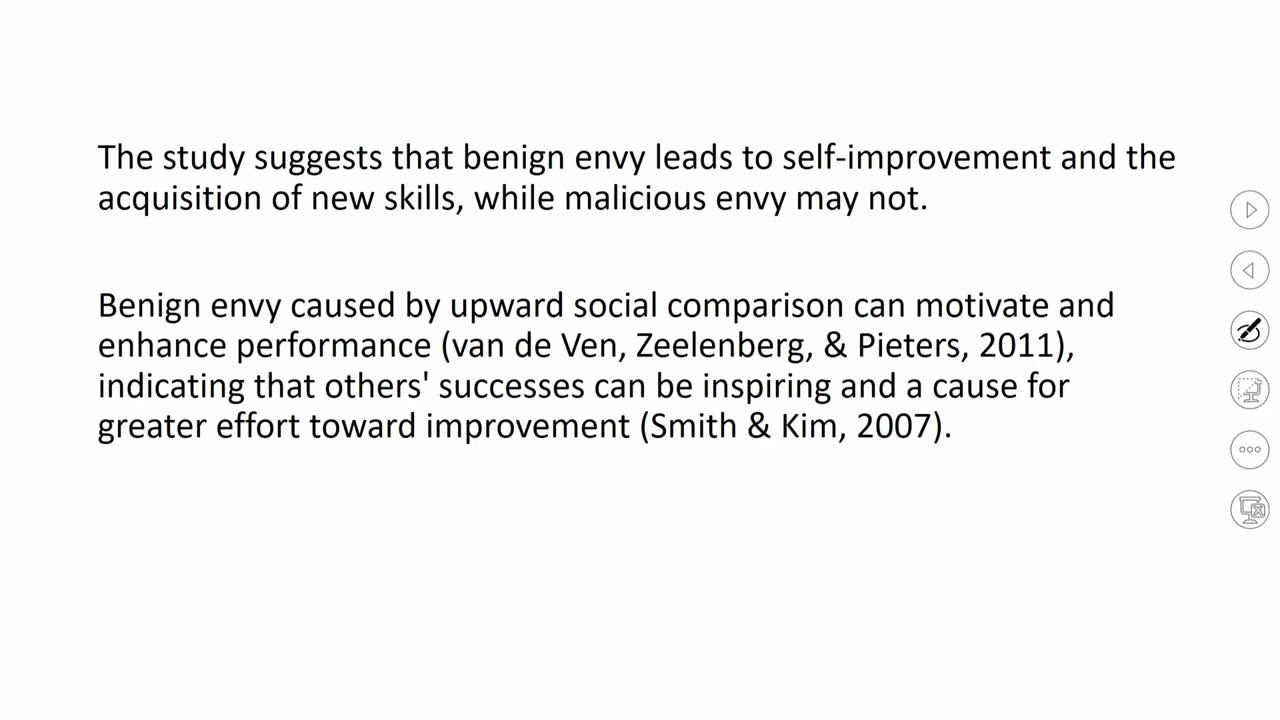 The study suggests that benign envy leads to self-improvement and the
acquisition of new skills, while malicious envy may not.
Benign envy caused by upward social comparison can motivate and
enhance performance (van de Ven, Zeelenberg, & Pieters, 2011),
indicating that others' successes can be inspiring and a cause for
greater effort toward improvement (Smith & Kim, 2007).